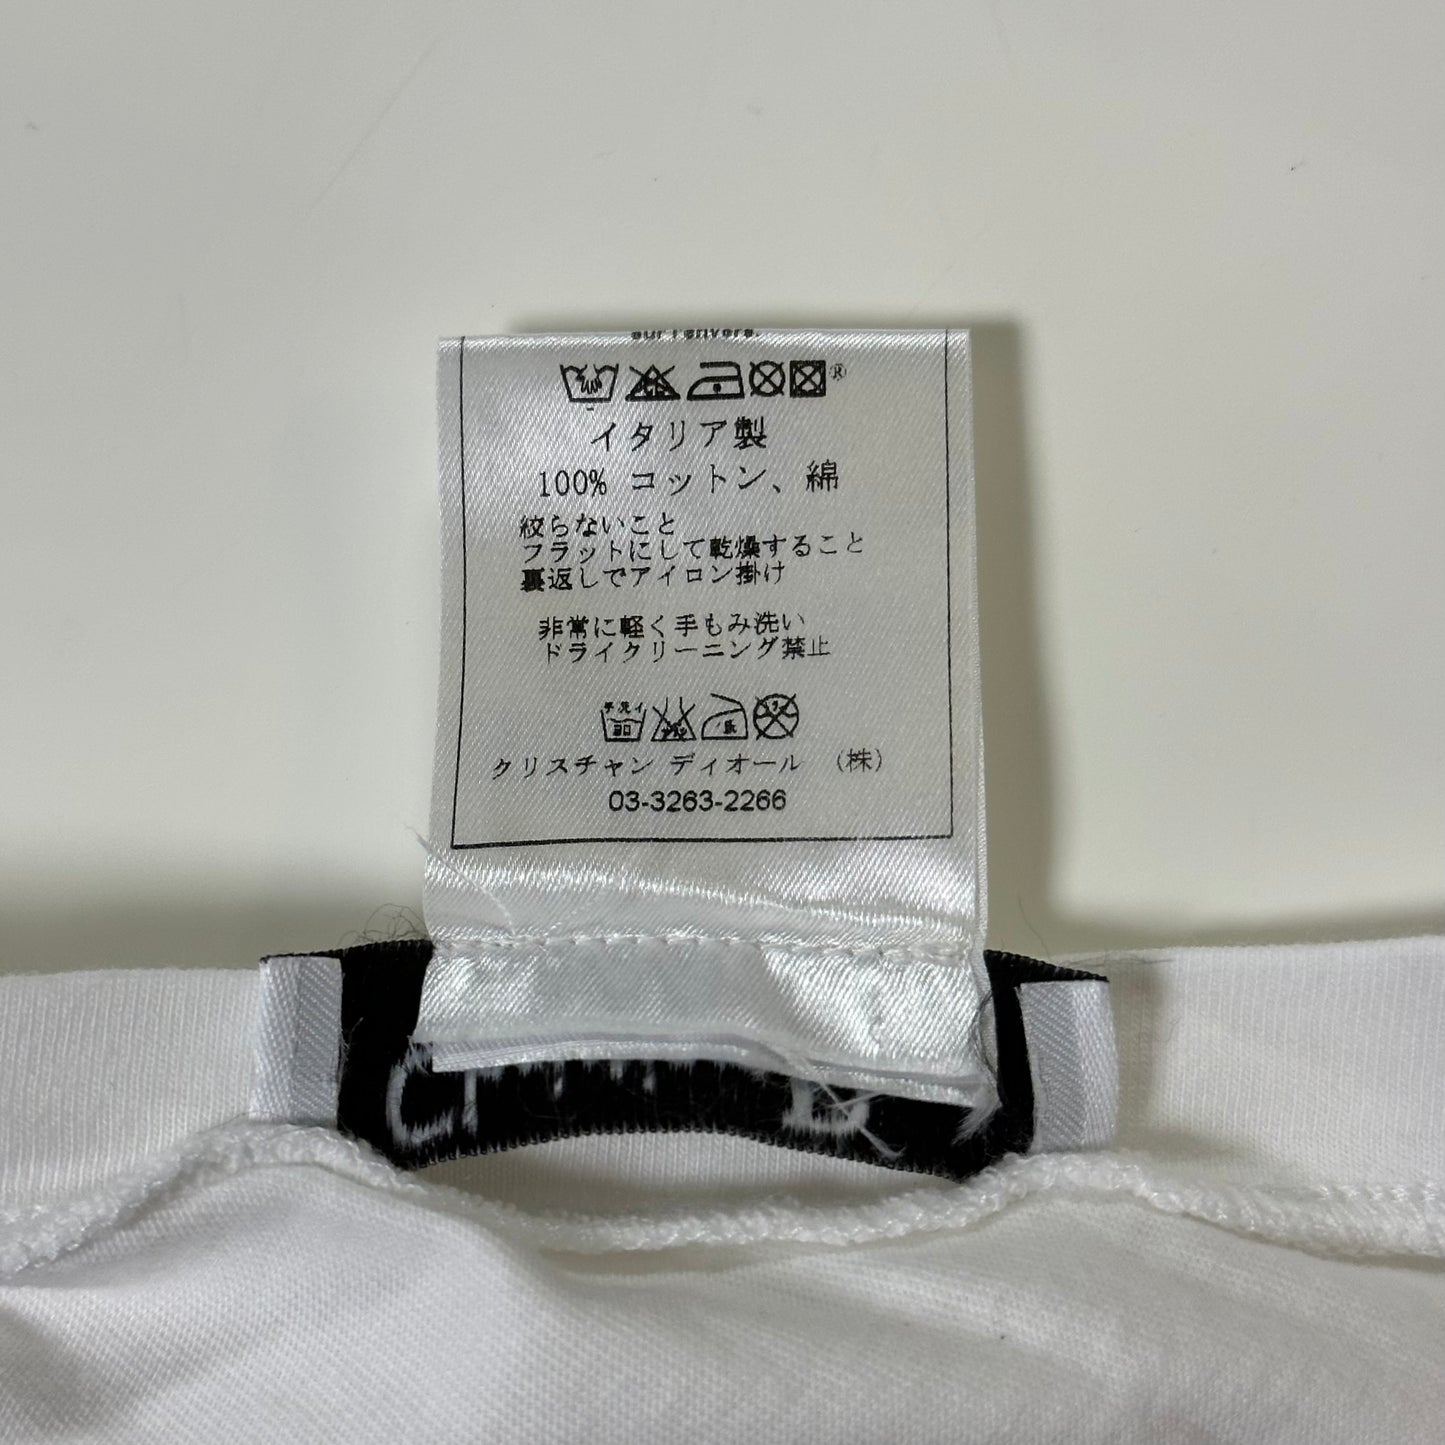 イタリア製
100% コットン、綿
絞らないこと
フラットにして乾燥すること
裏返しでアイロン掛け
非常に軽く手もみ洗い
ドライクリーニング禁止
クリスチャン ディオール （株）
03-3263-2266